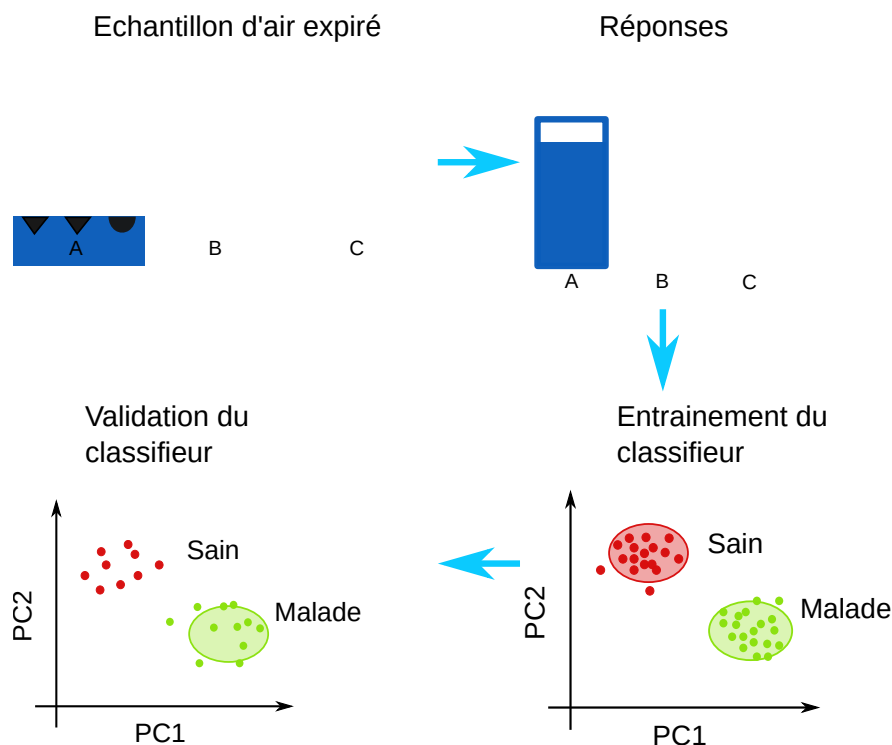 Echantillon d'air expiré
Réponses
A
B
C
A
B
C
Validation du
classifieur
Entrainement du
classifieur
Sain
Malade
PC2
PC1
Sain
Malade
PC2
PC1